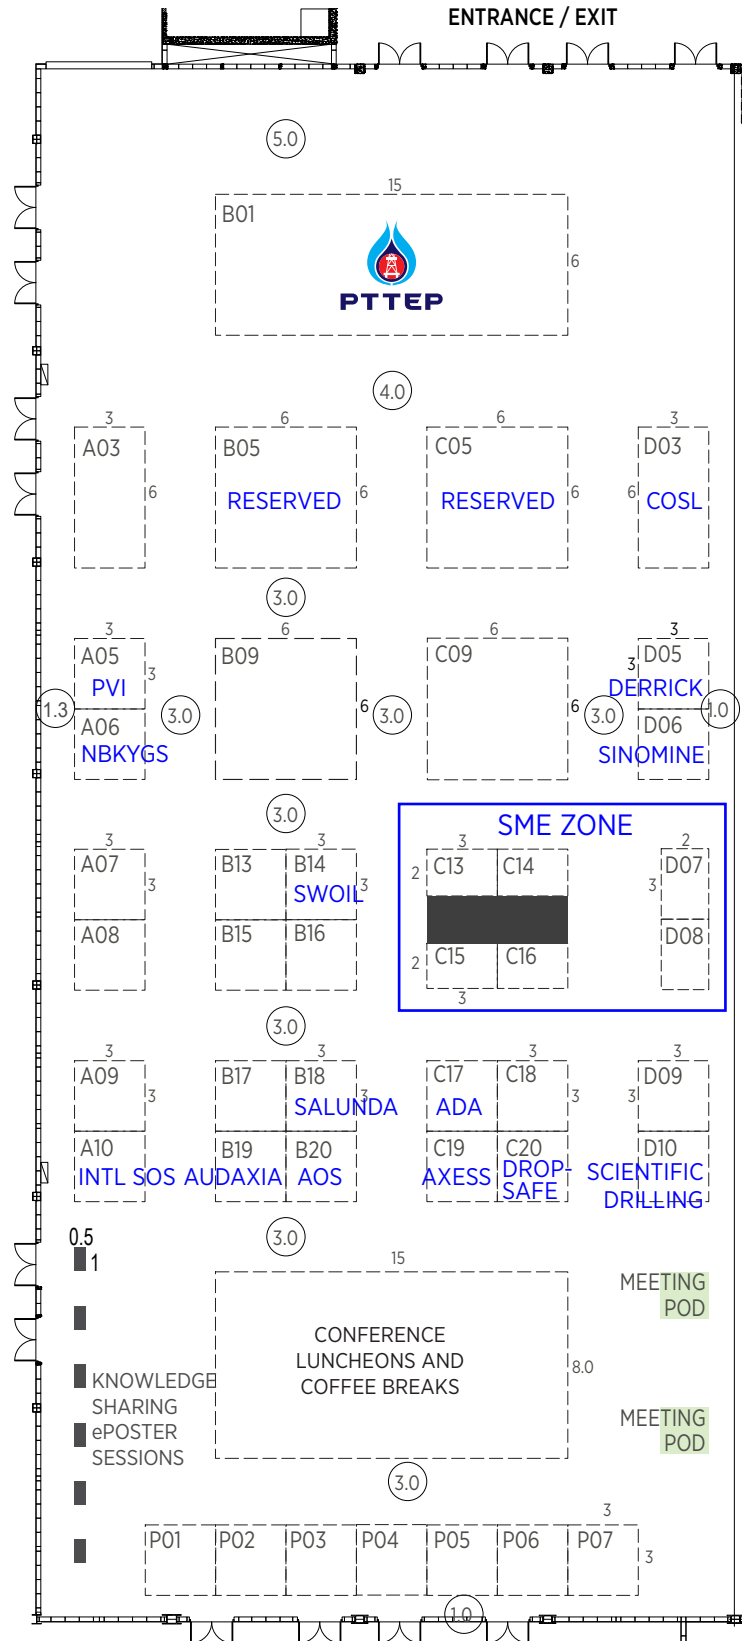 ENTRANCE / EXIT
5.0
15
B01
6
PTTEP
4.0
3
6
6
3
A03
B05
C05
D03
6
RESERVED
6
RESERVED
6
6
COSL
3.0
3
6
6
3
A05
B09
C09
D05
3
3
PVI
DERRICK
1.3
A06
3.0
6
3.0
6
3.0
D06
1.0
NBKYGS
SINOMINE
3.0
SME ZONE
3
3
3
2
A07
B13
B14
C13
C14
D07
3
SWOIL
3
2
3
A08
B15
B16
C15
C16
D08
2
3
3.0
3
3
3
3
A09
B17
B18
C17
C18
D09
3
SALUNDA
3
ADA
3
3
A10
B19
B20
C19
C20
D10
INTL SOS
AUDAXIA
AOS
AXESS
DROP-
SAFE
SCIENTIFIC
DRILLING
0.5
1
3.0
15
MEETING
POD
CONFERENCE
LUNCHEONS AND
COFFEE BREAKS
8.0
KNOWLEDGE
SHARING
ePOSTER
SESSIONS
MEETING
POD
3.0
3
P01
P02
P03
P04
P05
P06
P07
3
1.0